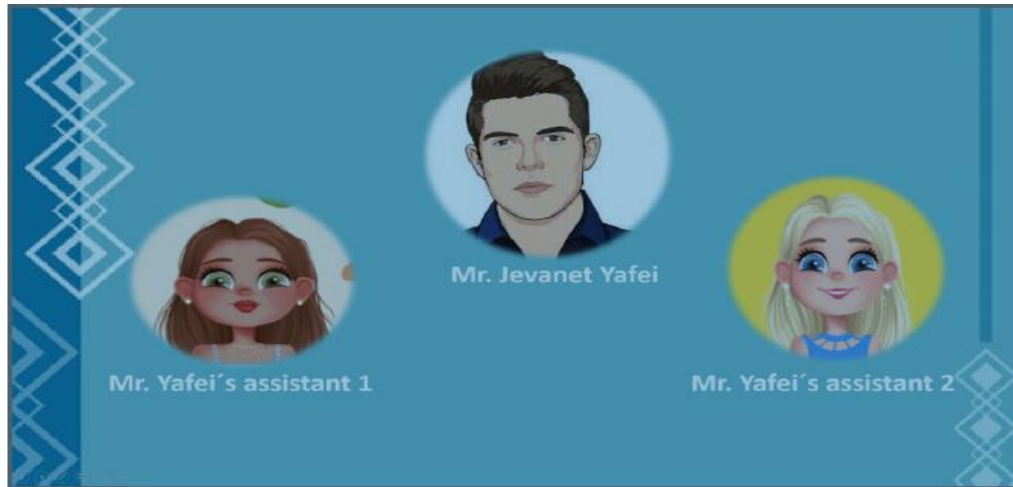 Mr. Jevanet Yafei
Mr. Yafei´s assistant 1
Mr. Yafei´s assistant 2